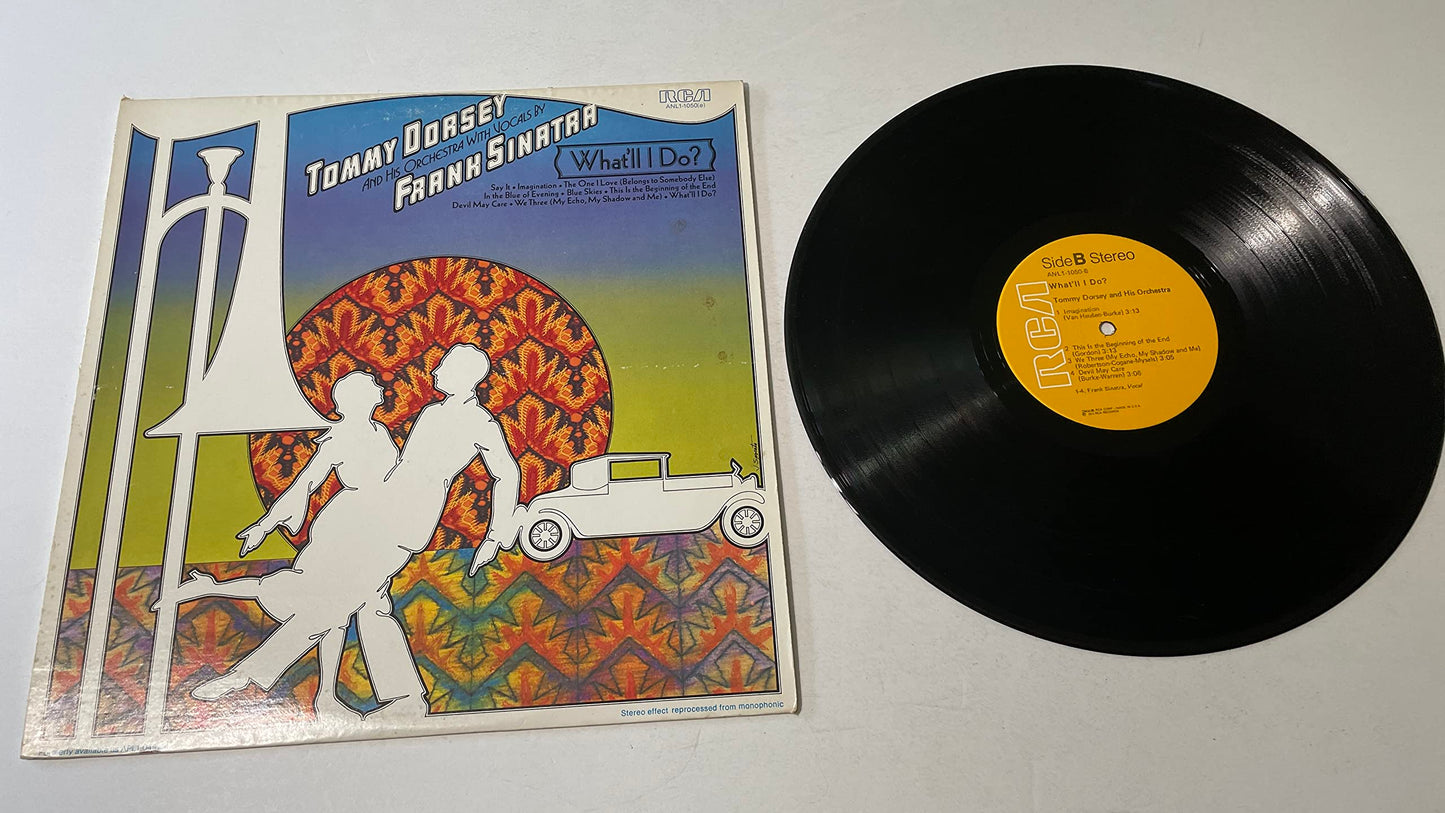 RCA
ANL1-1050(e)
TOMMY DORSEY
AND HIS ORCHESTRA WITH VOCALS BY
FRANK SINATRA
What'll I Do?
Say It • Imagination • The One I Love (Belongs to Somebody Else)
In the Blue of Evening • Blue Skies • This Is the Beginning of the End
Devil May Care • We Three (My Echo, My Shadow and Me) • What'll I Do?
Stereo effect reprocessed from monophonic
available as
RCA
Side B Stereo
ANL1-1050-B
What'll I Do?
Tommy Dorsey and His Orchestra
1 Imagination
(Van Heusen-Burke) 3:13
2 This Is the Beginning of the End
(Gordon) 3:13
3 We Three (My Echo, My Shadow and Me)
(Robertson-Cogane-Mysels) 3:05
4 Devil May Care
(Burke-Warren) 3:06
1-4, Frank Sinatra, Vocal